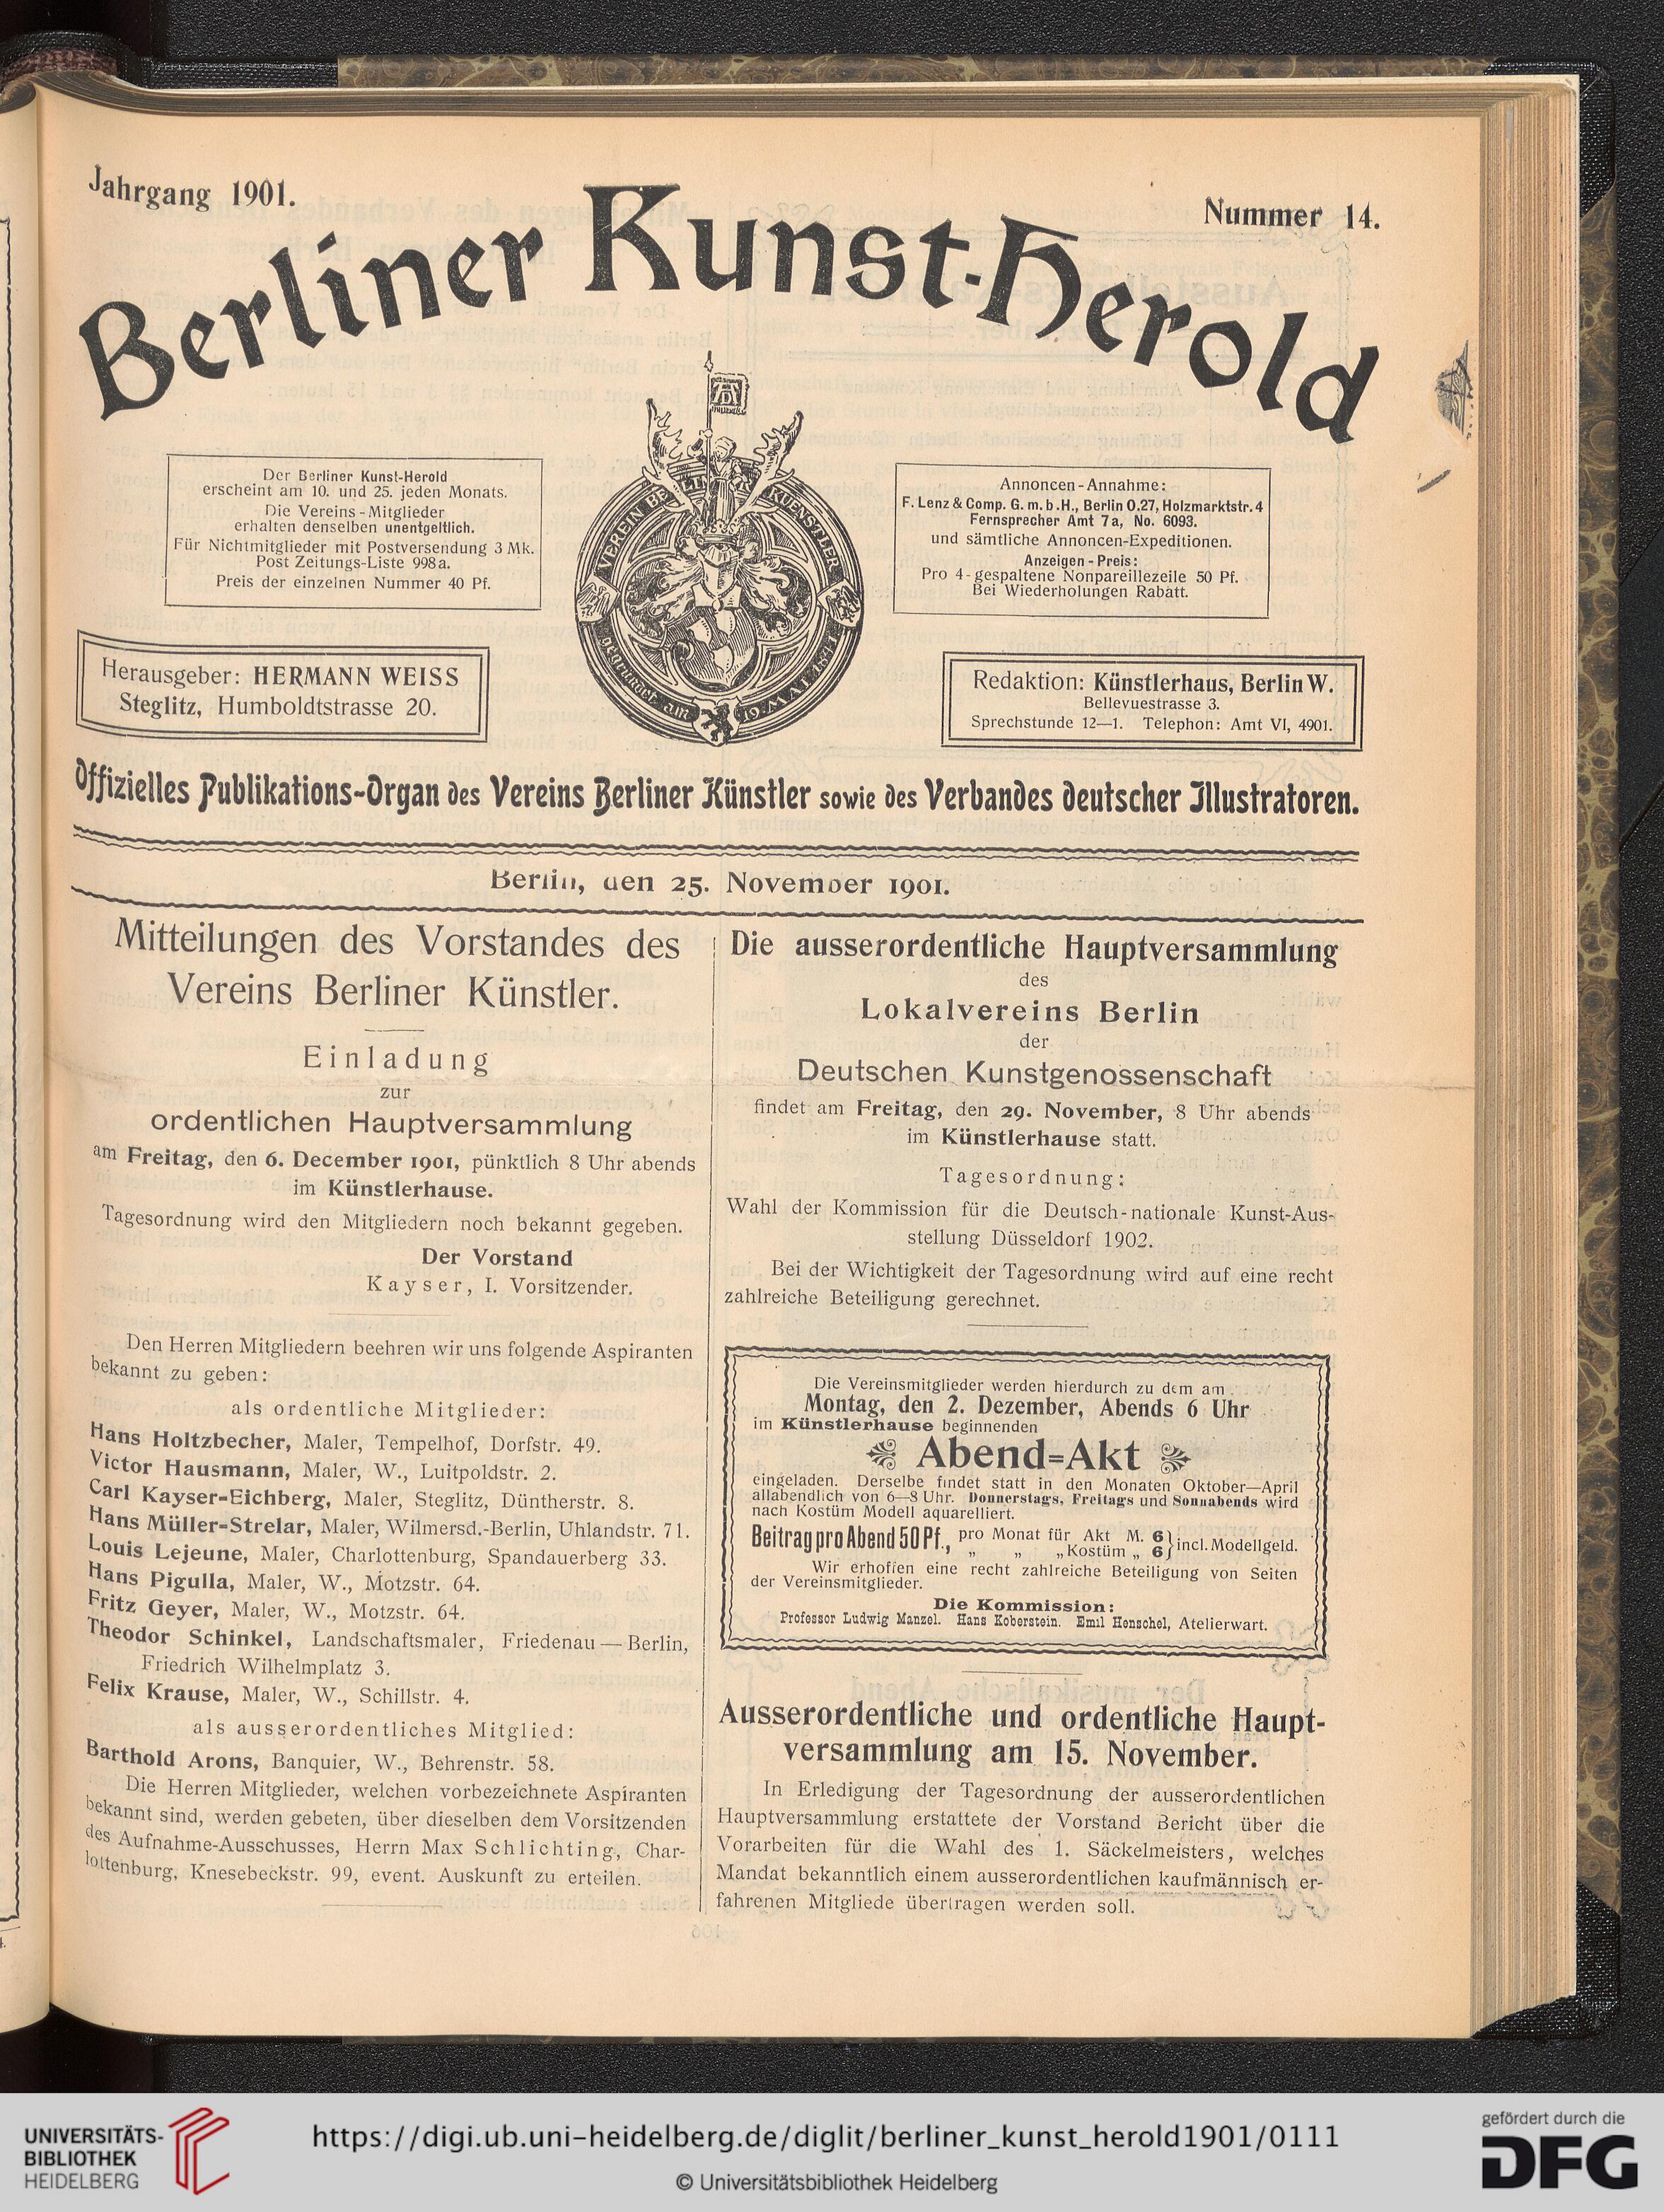 Jahrgang 1901.
Nummer 14.
Berliner Kunst-Herold
VEREIN BERLINER KUENSTLER
gegründet am 19. MAI 1841
Der Berliner Kunst-Herold
erscheint am 10. und 25. jeden Monats.
Die Vereins-Mitglieder
erhalten denselben unentgeltlich.
Für Nichtmitglieder mit Postversendung 3 Mk.
Post Zeitungs-Liste 998a.
Preis der einzelnen Nummer 40 Pf.
Annoncen-Annahme:
F. Lenz & Comp. G. m. b. H., Berlin O.27, Holzmarktstr. 4
Fernsprecher Amt 7a, No. 6093.
und sämtliche Annoncen-Expeditionen.
Anzeigen-Preis:
Pro 4-gespaltene Nonpareillezeile 50 Pf.
Bei Wiederholungen Rabatt.
Herausgeber: HERMANN WEISS
Steglitz, Humboldtstrasse 20.
Redaktion: Künstlerhaus, Berlin W.
Bellevuestrasse 3.
Sprechstunde 12—1. Telephon: Amt VI, 4901.
Offizielles Publikations-Organ des Vereins Berliner Künstler sowie des Verbandes deutscher Illustratoren.
Berlin, den 25. November 1901.
Mitteilungen des Vorstandes des
Vereins Berliner Künstler.
Einladung
zur
ordentlichen Hauptversammlung
am Freitag, den 6. December 1901, pünktlich 8 Uhr abends
im Künstlerhause.
Tagesordnung wird den Mitgliedern noch bekannt gegeben.
Der Vorstand
Kayser, I. Vorsitzender.
Den Herren Mitgliedern beehren wir uns folgende Aspiranten
bekannt zu geben:
als ordentliche Mitglieder:
Hans Holtzbecher, Maler, Tempelhof, Dorfstr. 49.
Victor Hausmann, Maler, W., Luitpoldstr. 2.
Carl Kayser-Eichberg, Maler, Steglitz, Düntherstr. 8.
Hans Müller-Strelar, Maler, Wilmersd.-Berlin, Uhlandstr. 71.
Louis Lejeune, Maler, Charlottenburg, Spandauerberg 33.
Hans Pigulla, Maler, W., Motzstr. 64.
Fritz Geyer, Maler, W., Motzstr. 64.
Theodor Schinkel, Landschaftsmaler, Friedenau — Berlin,
Friedrich Wilhelmplatz 3.
Felix Krause, Maler, W., Schillstr. 4.
als ausserordentliches Mitglied:
Barthold Arons, Banquier, W., Behrenstr. 58.
Die Herren Mitglieder, welchen vorbezeichnete Aspiranten
bekannt sind, werden gebeten, über dieselben dem Vorsitzenden
des Aufnahme-Ausschusses, Herrn Max Schlichting, Char-
lottenburg, Knesebeckstr. 99, event. Auskunft zu erteilen.
Die ausserordentliche Hauptversammlung
des
Lokalvereins Berlin
der
Deutschen Kunstgenossenschaft
findet am Freitag, den 29. November, 8 Uhr abends
im Künstlerhause statt.
Tagesordnung:
Wahl der Kommission für die Deutsch-nationale Kunst-Aus-
stellung Düsseldorf 1902.
Bei der Wichtigkeit der Tagesordnung wird auf eine recht
zahlreiche Beteiligung gerechnet.
Die Vereinsmitglieder werden hierdurch zu dem am
Montag, den 2. Dezember, Abends 6 Uhr
im Künstlerhause beginnenden
Abend=Akt
eingeladen. Derselbe findet statt in den Monaten Oktober—April
allabendlich von 6—8 Uhr. Donnerstags, Freitags und Sonnabends wird
nach Kostüm Modell aquarelliert.
Beitrag pro Abend 50 Pf., pro Monat für Akt M. 6 } incl. Modellgeld.
„ „ „ Kostüm „ 6
Wir erhoffen eine recht zahlreiche Beteiligung von Seiten
der Vereinsmitglieder.
Die Kommission:
Professor Ludwig Manzel. Hans Koberstein. Emil Henschel, Atelierwart.
Ausserordentliche und ordentliche Haupt-
versammlung am 15. November.
In Erledigung der Tagesordnung der ausserordentlichen
Hauptversammlung erstattete der Vorstand Bericht über die
Vorarbeiten für die Wahl des 1. Säckelmeisters, welches
Mandat bekanntlich einem ausserordentlichen kaufmännisch er-
fahrenen Mitgliede übertragen werden soll.
UNIVERSITÄTS-
BIBLIOTHEK
HEIDELBERG
https://digi.ub.uni-heidelberg.de/diglit/berliner_kunst_herold1901/0111
© Universitätsbibliothek Heidelberg
gefördert durch die
DFG